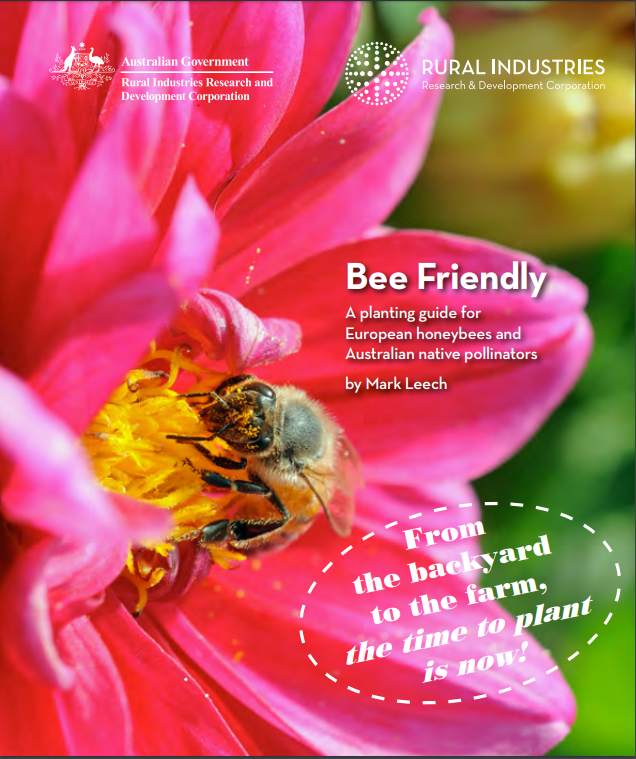 Australian Government
Rural Industries Research and
Development Corporation
RURAL INDUSTRIES
Research & Development Corporation
Bee Friendly
A planting guide for
European honeybees and
Australian native pollinators
by Mark Leech
From
the backyard
to the farm,
the time to plant
is now!